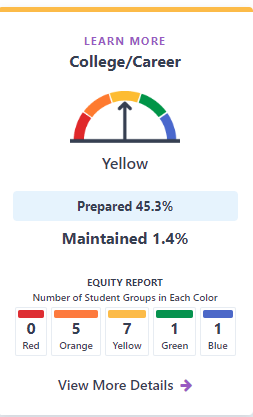 LEARN MORE
College/Career
Yellow
Prepared 45.3%
Maintained 1.4%
EQUITY REPORT
Number of Student Groups in Each Color
0 5 7 1 1
Red Orange Yellow Green Blue
View More Details →